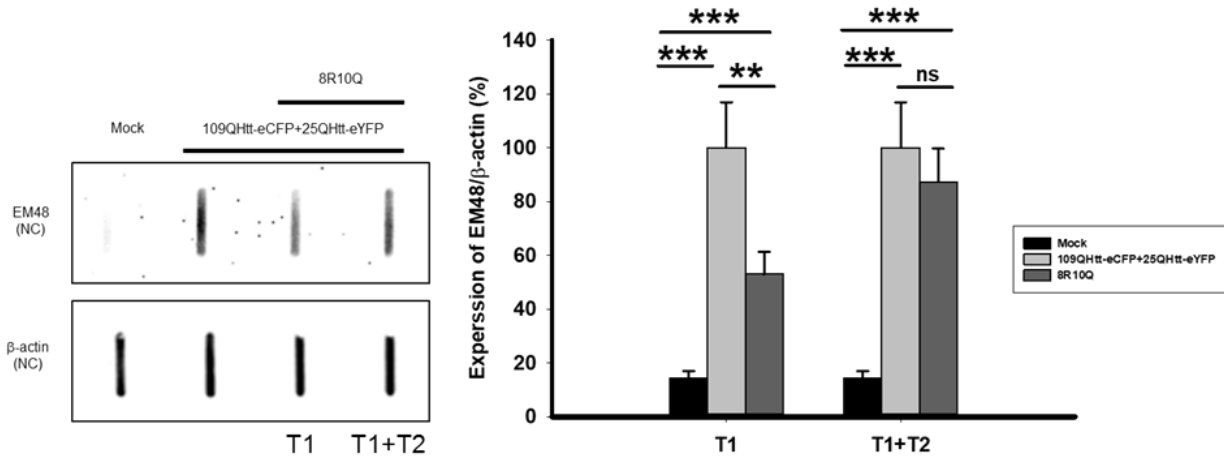 8R10Q
Mock
109QHtt-eCFP+25QHtt-eYFP
EM48
(NC)
β-actin
(NC)
T1
T1+T2
Experssion of EM48/β-actin (%)
140
120
100
80
60
40
20
0
***
***
**
***
***
ns
T1
T1+T2
Mock
109QHtt-eCFP+25QHtt-eYFP
8R10Q